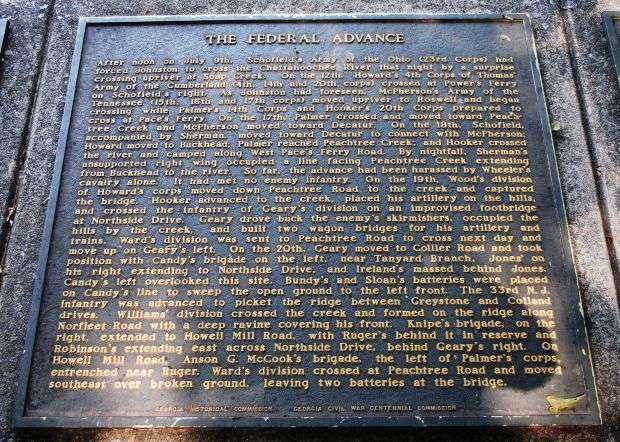 THE FEDERAL ADVANCE
After noon on July 9th, Schofield's Army of the Ohio (23rd Corps) had
forced Johnston to cross the Chattahoochee River that night by a surprise
crossing upriver at Soap Creek. On the 12th, Howard's 4th Corps of Thomas'
Army of the Cumberland (4th, 14th and 20th corps) crossed at Power's Ferry
on Schofield's right. As Johnston had foreseen, McPherson's Army of the
Tennessee (15th, 16th and 17th corps) moved upriver to Roswell and began
crossing while Palmer's 14th Corps and Hooker's 20th Corps prepared to
cross at Pace's Ferry. On the 17th, Palmer crossed and moved toward Peach-
tree Creek and McPherson moved toward Decatur. On the 18th, Schofield,
accompanied by Sherman, moved toward Decatur to connect with McPherson,
Howard moved to Buckhead, Palmer reached Peachtree Creek, and Hooker crossed
the river and camped along West Pace's Ferry Road. By nightfall, Sherman's
unsupported right wing occupied a line facing Peachtree Creek extending
from Buckhead to the river. So far, the advance had been harassed by Wheeler's
cavalry alone. It had met no enemy infantry. On the 19th, Wood's division
of Howard's corps moved down Peachtree Road to the creek and captured
the bridge. Hooker advanced to the creek, placed his artillery on the hills,
and crossed the infantry of Geary's division on an improvised footbridge
at Northside Drive. Geary drove back the enemy's skirmishers, occupied the
hills by the creek, and built two wagon bridges for his artillery and
trains. Ward's division was sent to Peachtree Road to cross next day and
move up on Geary's left. On the 20th, Geary moved to Collier Road and took
position with Candy's brigade on the left, near Tanyard Branch, Jones' on
his right extending to Northside Drive, and Ireland's massed behind Jones.
Candy's left overlooked this site. Bundy's and Sloan's batteries were placed
on Candy's line to sweep the open ground to the left front. The 33rd N.J.
infantry was advanced to picket the ridge between Greystone and Colland
drives. Williams' division crossed the creek and formed on the ridge along
Norfleet Road with a deep ravine covering his front, Knipe's brigade, on the
right, extended to Howell Mill Road, with Ruger's behind it in reserve and
Robinson's extending east across Northside Drive, behind Geary's right. On
Howell Mill Road, Anson G. McCook's brigade, the left of Palmer's corps,
entrenched near Ruger. Ward's division crossed at Peachtree Road and moved
southeast over broken ground, leaving two batteries at the bridge.
GEORGIA HISTORICAL COMMISSION GEORGIA CIVIL WAR CENTENNIAL COMMISSION